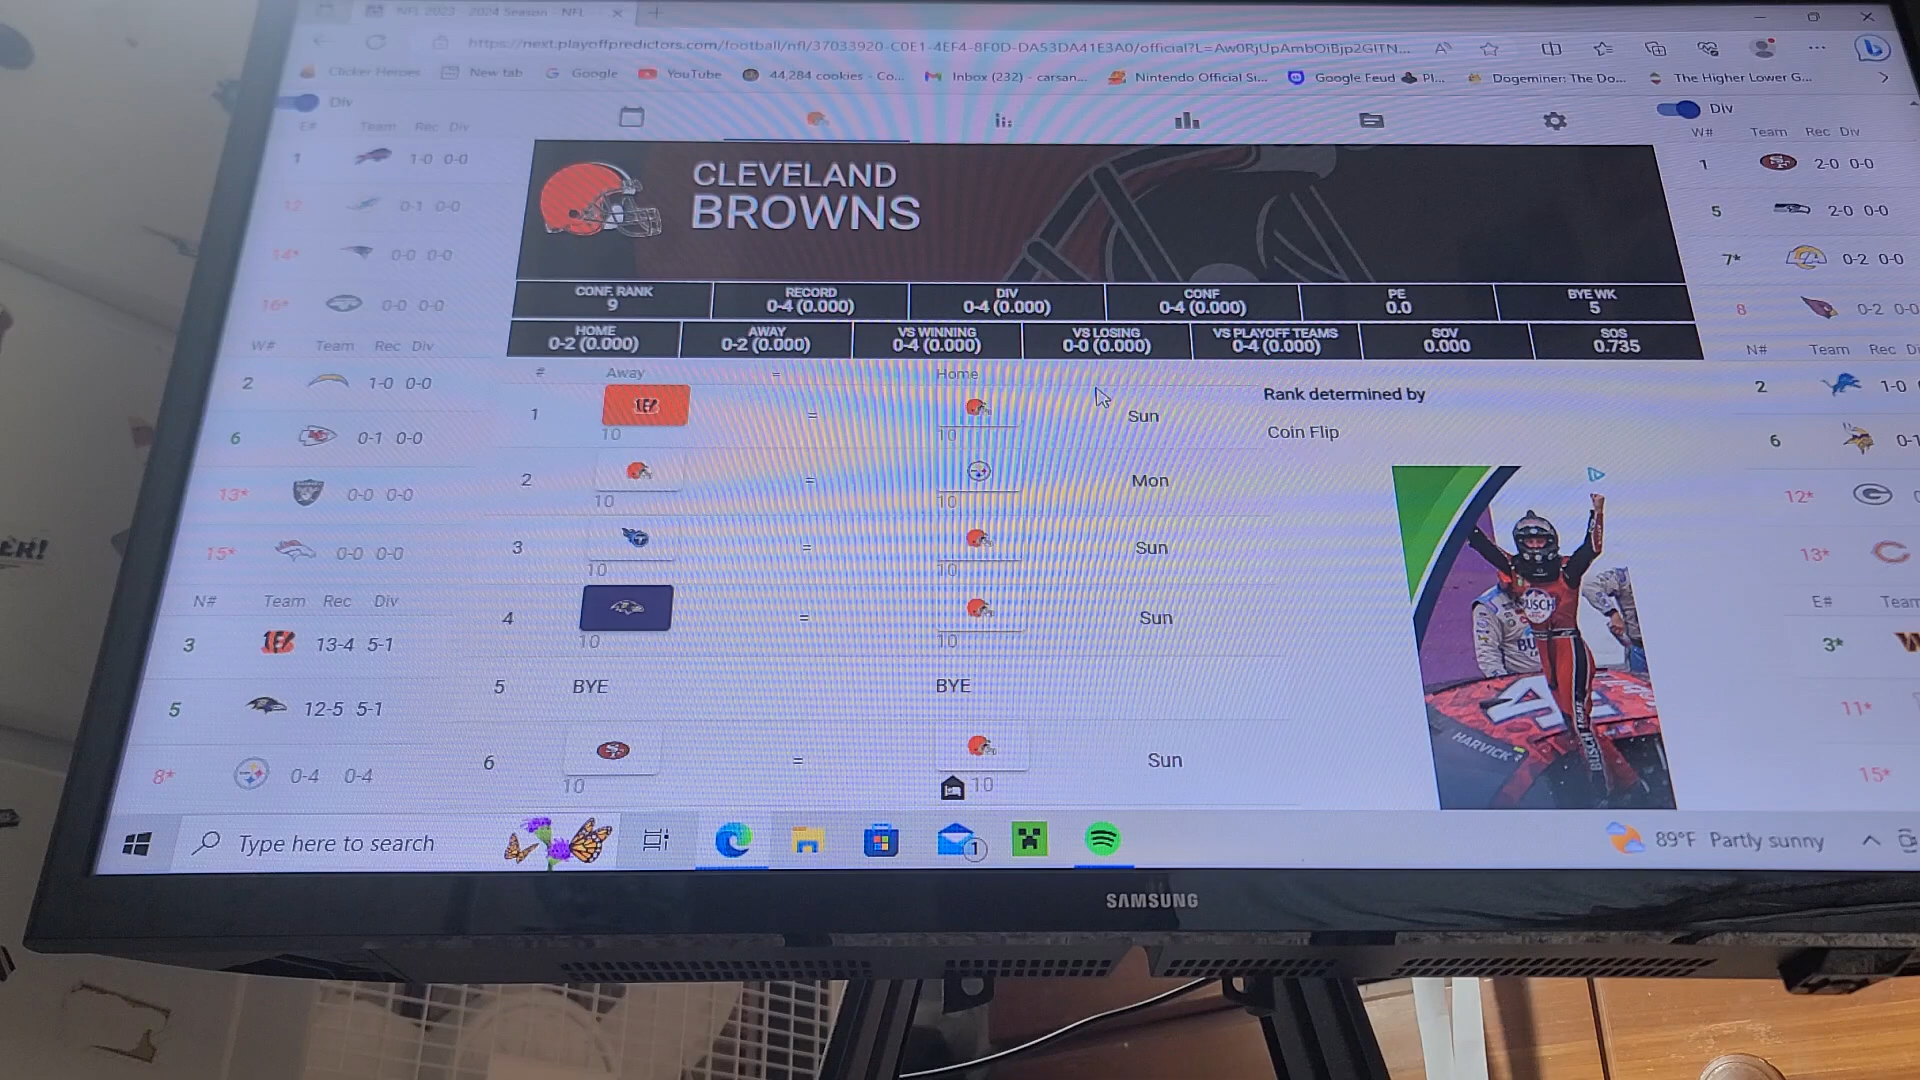 NFL 2023 - 2024 Season - NFL
https://next.playoffpredictors.com/football/nfl/37033920-C0E1-4EF4-8F0D-DA53DA41E3A0/official?L=Aw0RjUpAmbOiBjp2GITN...
Clicker Heroes New tab Google YouTube 44,284 cookies - Co... Inbox (232) - carsan... Nintendo Official Si... Google Feud Pl... Dogeminer: The Do... The Higher Lower G...
Div
E# Team Rec Div
1 1-0 0-0
12 0-1 0-0
14* 0-0 0-0
16* 0-0 0-0
W# Team Rec Div
2 1-0 0-0
6 0-1 0-0
13* 0-0 0-0
15* 0-0 0-0
N# Team Rec Div
3 13-4 5-1
5 12-5 5-1
8* 0-4 0-4
CLEVELAND
BROWNS
CONF. RANK RECORD DIV CONF PE BYE WK
9 0-4 (0.000) 0-4 (0.000) 0-4 (0.000) 0.0 5
HOME AWAY VS WINNING VS LOSING VS PLAYOFF TEAMS SOV SOS
0-2 (0.000) 0-2 (0.000) 0-4 (0.000) 0-0 (0.000) 0-4 (0.000) 0.000 0.735
# Away = Home
1 = Sun
10 10
2 = Mon
10 10
3 = Sun
10 10
4 = Sun
10 10
5 BYE BYE
6 = Sun
10 10
Rank determined by
Coin Flip
BUSCH
HARVICK
4
Div
W# Team Rec Div
1 2-0 0-0
5 2-0 0-0
7* 0-2 0-0
8 0-2 0-0
N# Team Rec Di
2 1-0
6 0-1
12*
13*
E# Team
3*
11*
15*
Type here to search
1
89°F Partly sunny
SAMSUNG
ER!